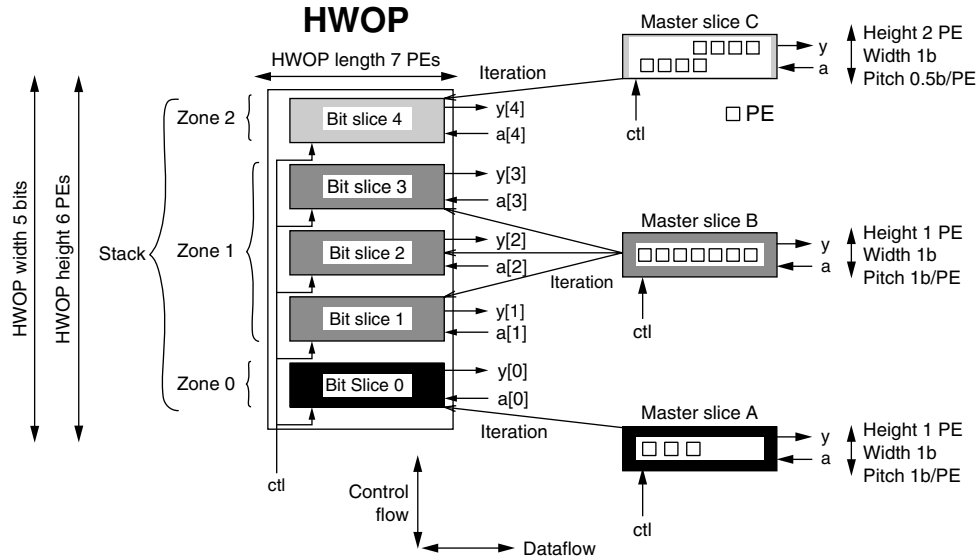 HWOP
HWOP length 7 PEs
Iteration
Master slice C
y
a
Height 2 PE
Width 1b
Pitch 0.5b/PE
ctl
PE
Zone 2
Bit slice 4
y[4]
a[4]
Bit slice 3
y[3]
a[3]
HWOP width 5 bits
HWOP height 6 PEs
Stack
Zone 1
Bit slice 2
y[2]
a[2]
Iteration
Master slice B
y
a
Height 1 PE
Width 1b
Pitch 1b/PE
ctl
Bit slice 1
y[1]
a[1]
Zone 0
Bit Slice 0
y[0]
a[0]
Iteration
Master slice A
y
a
Height 1 PE
Width 1b
Pitch 1b/PE
ctl
ctl
Control
flow
Dataflow